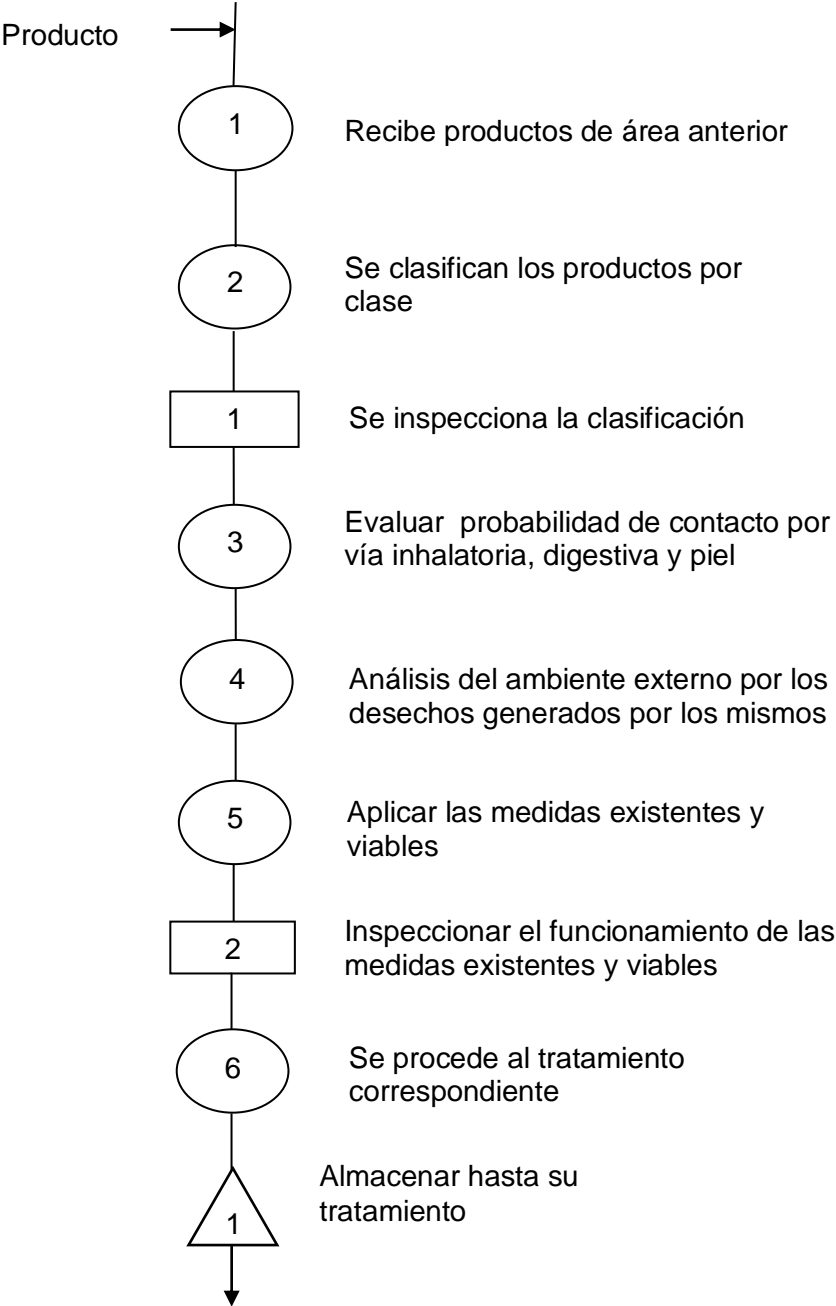 Producto
1
Recibe productos de área anterior
2
Se clasifican los productos por
clase
1
Se inspecciona la clasificación
3
Evaluar  probabilidad de contacto por
vía inhalatoria, digestiva y piel
4
Análisis del ambiente externo por los
desechos generados por los mismos
5
Aplicar las medidas existentes y
viables
2
Inspeccionar el funcionamiento de las
medidas existentes y viables
6
Se procede al tratamiento
correspondiente
1
Almacenar hasta su
tratamiento